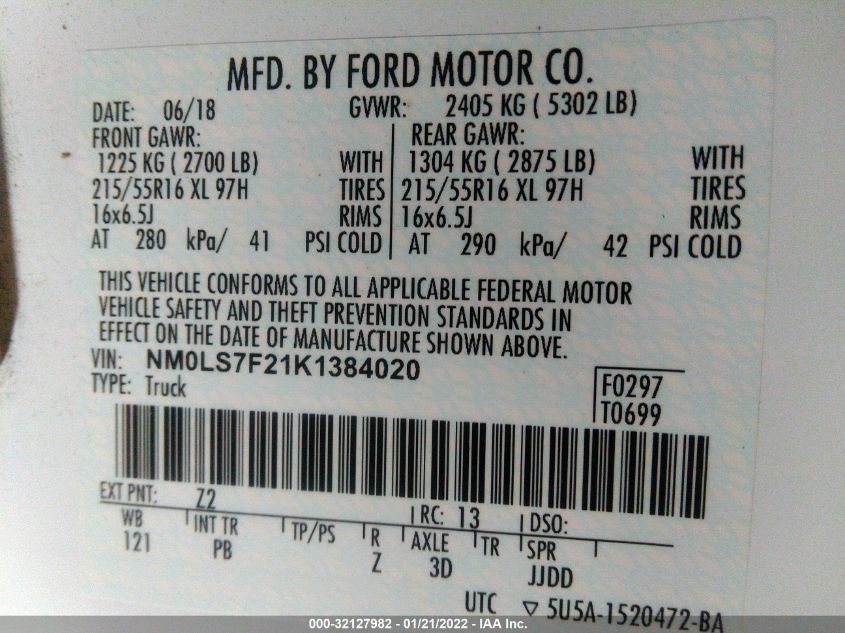 MFD. BY FORD MOTOR CO.
DATE: 06/18 GVWR: 2405 KG ( 5302 LB)
FRONT GAWR: REAR GAWR:
1225 KG ( 2700 LB) WITH 1304 KG ( 2875 LB) WITH
215/55R16 XL 97H TIRES 215/55R16 XL 97H TIRES
16x6.5J RIMS 16x6.5J RIMS
AT 280 kPa/ 41 PSI COLD AT 290 kPa/ 42 PSI COLD
THIS VEHICLE CONFORMS TO ALL APPLICABLE FEDERAL MOTOR
VEHICLE SAFETY AND THEFT PREVENTION STANDARDS IN
EFFECT ON THE DATE OF MANUFACTURE SHOWN ABOVE.
VIN: NM0LS7F21K1384020
TYPE: Truck F0297
T0699
EXT PNT: Z2 RC: 13 DSO:
WB INT TR TP/PS R AXLE TR SPR
121 PB Z 3D JJDD
UTC ▽ 5U5A-1520472-BA
000-32127982 - 01/21/2022 - IAA Inc.